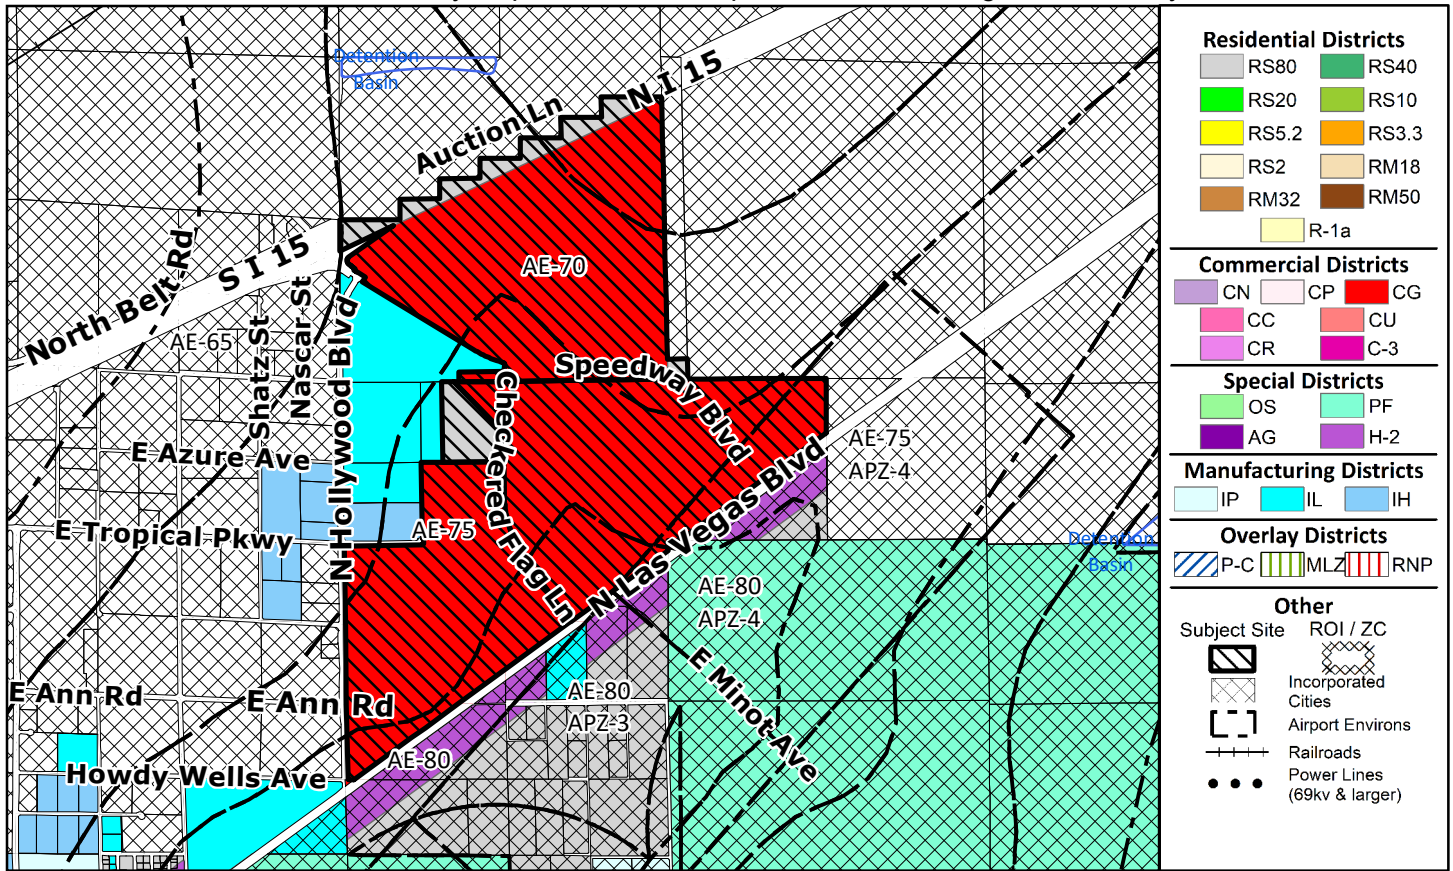 Detention
Basin
N I 15
Auction Ln
North Belt Rd
S I 15
AE-70
AE-65
Shatz St
Nascar St
N Hollywood Blvd
Speedway Blvd
Checkered Flag Ln
E Azure Ave
AE-75
APZ-4
E Tropical Pkwy
AE-75
N Las Vegas Blvd
Detention
Basin
AE-80
APZ-4
E Minot Ave
E Ann Rd
E Ann Rd
AE-80
APZ-3
AE-80
Howdy Wells Ave
Residential Districts
RS80 RS40
RS20 RS10
RS5.2 RS3.3
RS2 RM18
RM32 RM50
R-1a
Commercial Districts
CN CP CG
CC CU
CR C-3
Special Districts
OS PF
AG H-2
Manufacturing Districts
IP IL IH
Overlay Districts
P-C MLZ RNP
Other
Subject Site ROI / ZC
Incorporated
Cities
Airport Environs
Railroads
Power Lines
(69kv & larger)